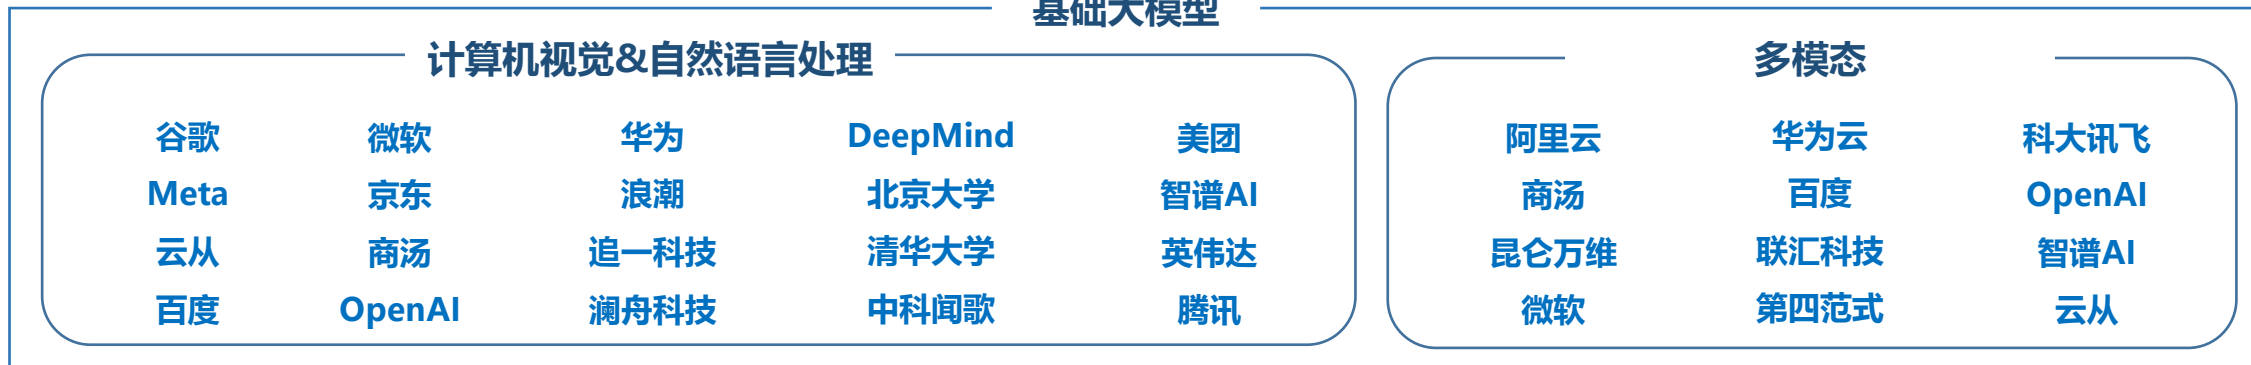 基础大模型
计算机视觉&自然语言处理
谷歌 微软 华为 DeepMind 美团
Meta 京东 浪潮 北京大学 智谱AI
云从 商汤 追一科技 清华大学 英伟达
百度 OpenAI 澜舟科技 中科闻歌 腾讯
多模态
阿里云 华为云 科大讯飞
商汤 百度 OpenAI
昆仑万维 联汇科技 智谱AI
微软 第四范式 云从